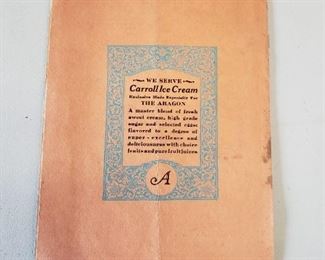 WE SERVE
Carroll Ice Cream
Exclusive Made Especially For
THE ARAGON
A master blend of fresh
sweet cream, high grade
sugar and selected eggs
flavored to a degree of
super-excellence and
deliciousness with choice
fruits and pure fruit juices
A